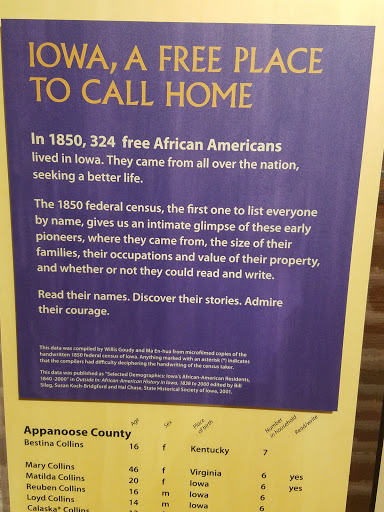 IOWA, A FREE PLACE
TO CALL HOME
In 1850, 324 free African Americans
lived in Iowa. They came from all over the nation,
seeking a better life.
The 1850 federal census, the first one to list everyone
by name, gives us an intimate glimpse of these early
pioneers, where they came from, the size of their
families, their occupations and value of their property,
and whether or not they could read and write.
Read their names. Discover their stories. Admire
their courage.
This data was compiled by Willis Goudy and Ma En-hua from microfilmed copies of the
handwritten 1850 federal census of Iowa. Anything marked with an asterisk (*) indicates
that the compilers had difficulty deciphering the handwriting of the census taker.
This data was published as "Selected Demographics: Iowa's African-American Residents,
1840 -2000" in Outside In: African-American History in Iowa, 1838 to 2000 edited by Bill
Silag, Susan Koch-Bridgford and Hal Chase, State Historical Society of Iowa, 2001.
Age Sex Place of birth Number in household Read/write
Appanoose County
Bestina Collins 16 f Kentucky 7
Mary Collins 46 f Virginia 6 yes
Matilda Collins 20 f Iowa 6 yes
Reuben Collins 16 m Iowa 6
Loyd Collins 14 m Iowa 6
Calaska* Collins Iowa